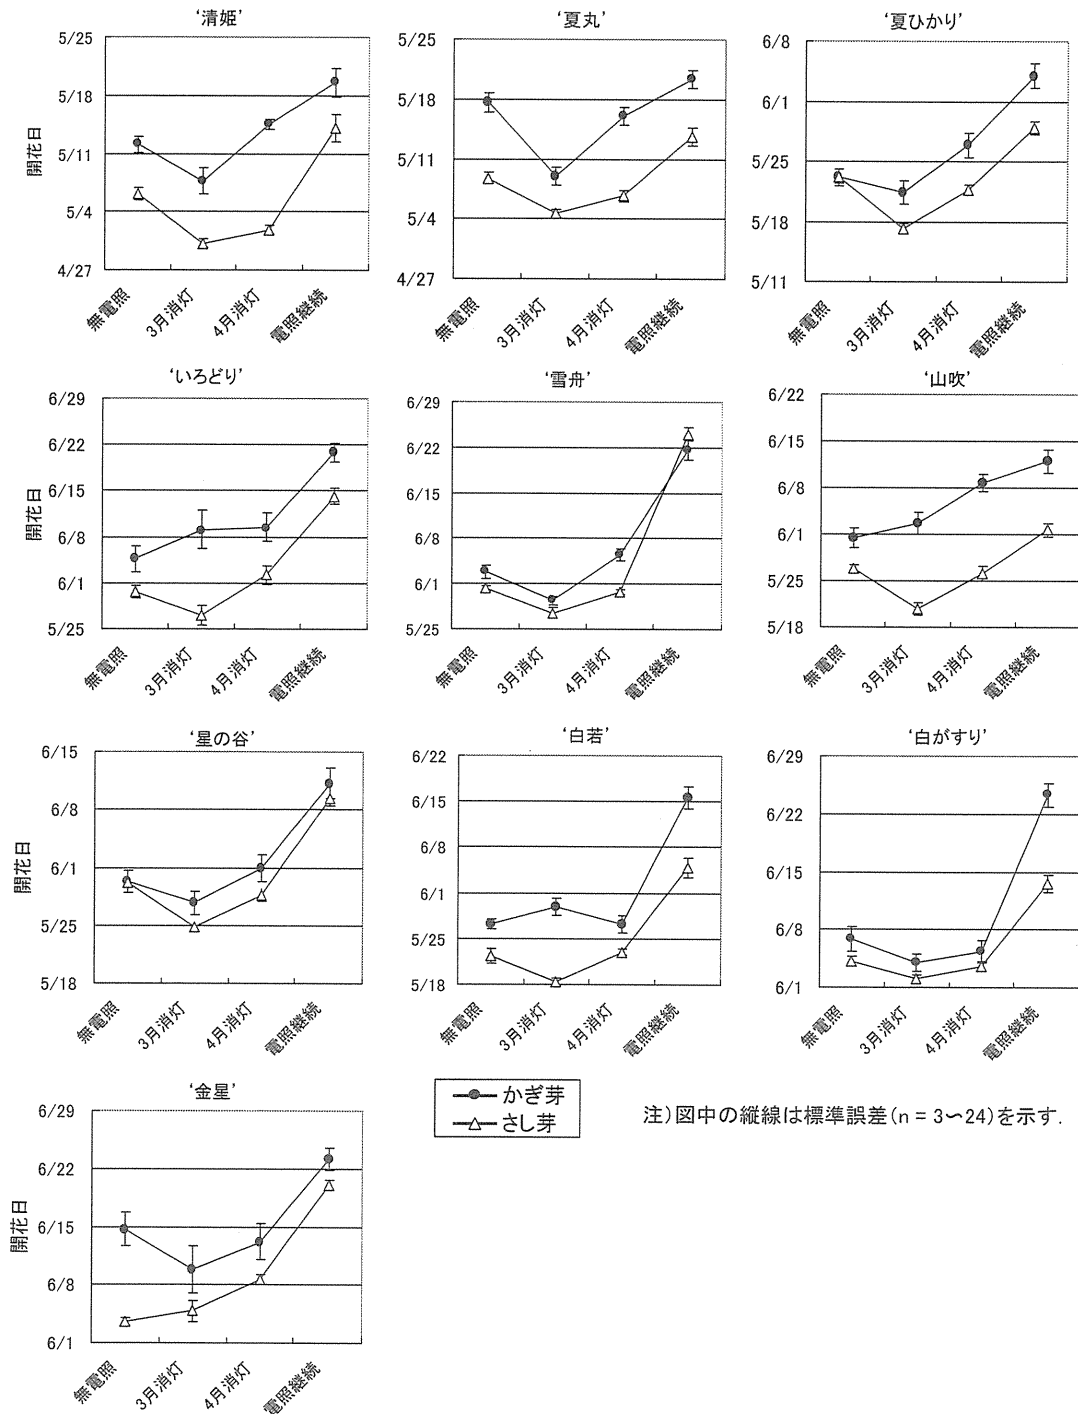 ‘清姫’
5/25
5/18
5/11
5/4
4/27
開花日
無電照
3月消灯
4月消灯
電照継続
‘夏丸’
5/25
5/18
5/11
5/4
4/27
無電照
3月消灯
4月消灯
電照継続
‘夏ひかり’
6/8
6/1
5/25
5/18
5/11
無電照
3月消灯
4月消灯
電照継続
‘いろどり’
6/29
6/22
6/15
6/8
6/1
5/25
開花日
無電照
3月消灯
4月消灯
電照継続
‘雪舟’
6/29
6/22
6/15
6/8
6/1
5/25
無電照
3月消灯
4月消灯
電照継続
‘山吹’
6/22
6/15
6/8
6/1
5/25
5/18
無電照
3月消灯
4月消灯
電照継続
‘星の谷’
6/15
6/8
6/1
5/25
5/18
開花日
無電照
3月消灯
4月消灯
電照継続
‘白若’
6/22
6/15
6/8
6/1
5/25
5/18
無電照
3月消灯
4月消灯
電照継続
‘白がすり’
6/29
6/22
6/15
6/8
6/1
無電照
3月消灯
4月消灯
電照継続
‘金星’
6/29
6/22
6/15
6/8
6/1
開花日
無電照
3月消灯
4月消灯
電照継続
かぎ芽
さし芽
注)図中の縦線は標準誤差(n = 3〜24)を示す.